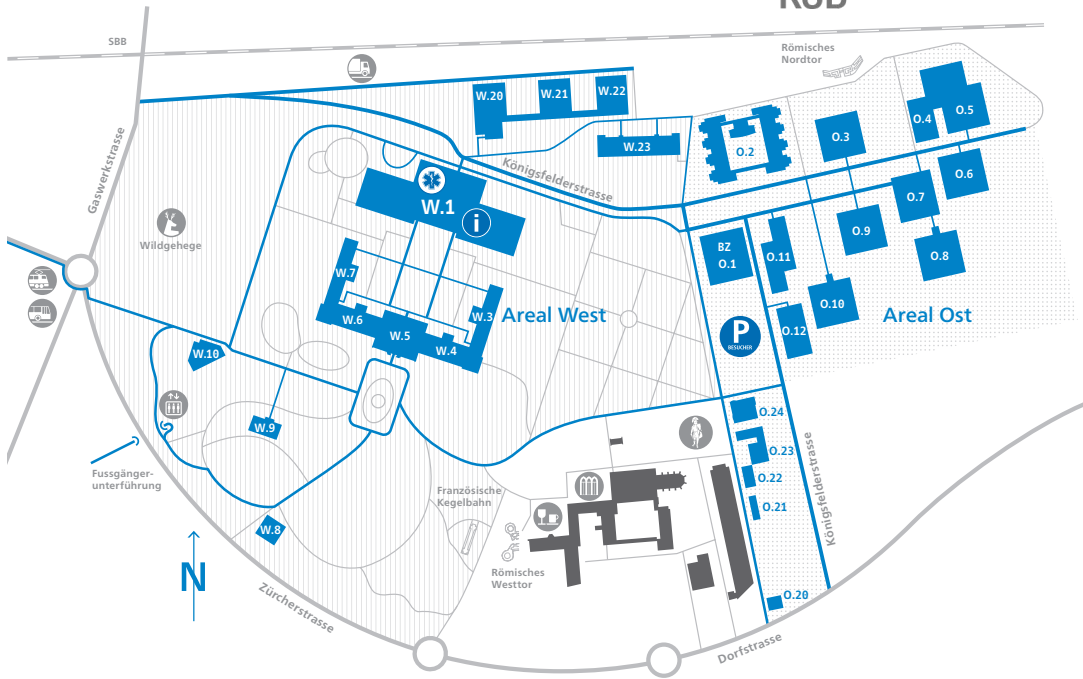 SBB
Römisches
Nordtor
Gaswerkstrasse
W.20
W.21
W.22
W.23
O.2
O.3
O.4
O.5
O.6
O.7
Königsfelderstrasse
W.1
i
Wildgehege
BZ
O.1
O.11
O.9
O.8
O.10
O.12
W.7
W.6
W.5
W.4
W.3
Areal West
Areal Ost
P
BESUCHER
W.10
W.9
O.24
O.23
O.22
O.21
Königsfelderstrasse
Fussgänger-
unterführung
Französische
Kegelbahn
W.8
N
Römisches
Westtor
Zürcherstrasse
O.20
Dorfstrasse